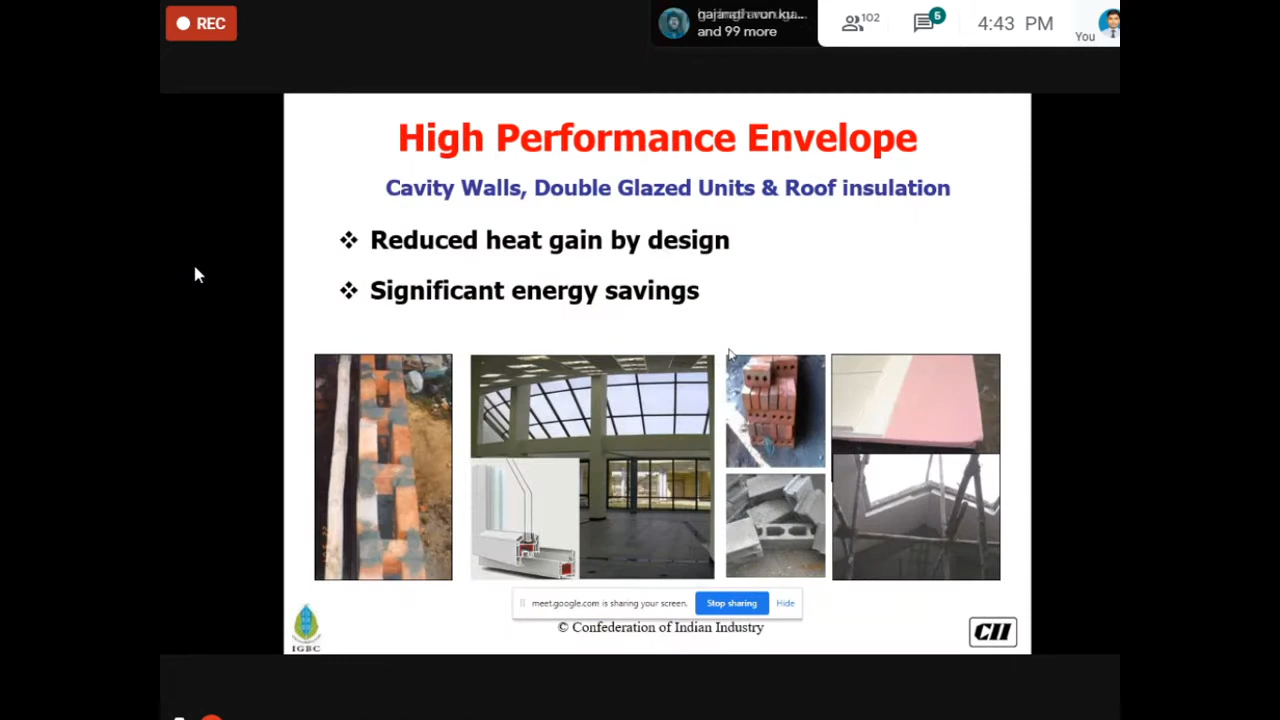 REC
and 99 more
102
5
4:43 PM
You
High Performance Envelope
Cavity Walls, Double Glazed Units & Roof insulation
❖ Reduced heat gain by design
❖ Significant energy savings
meet.google.com is sharing your screen.
Stop sharing
Hide
© Confederation of Indian Industry
IGBC
CII